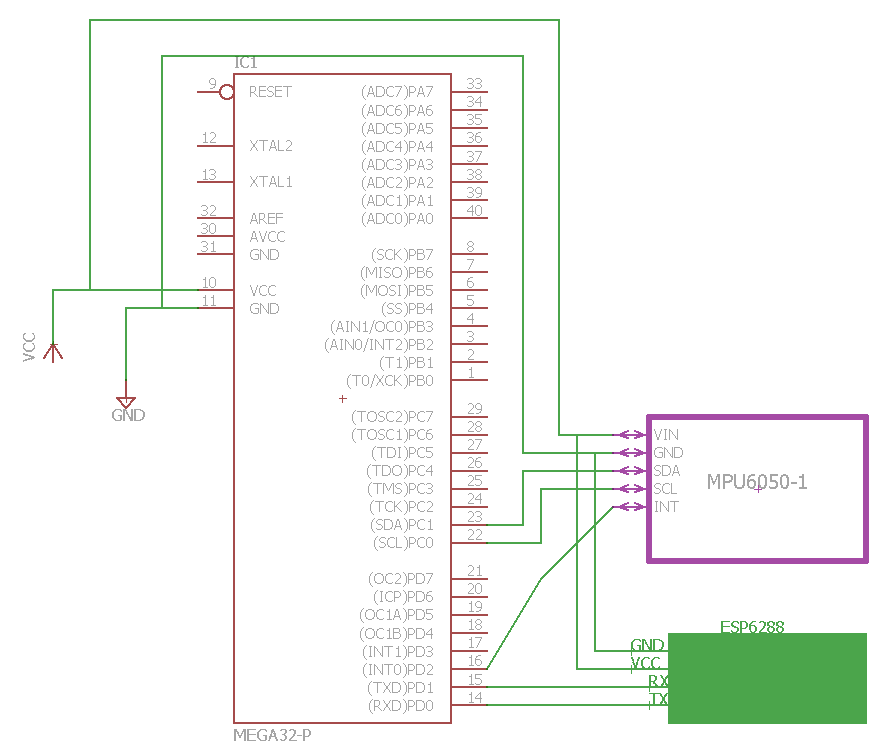 IC1
9 RESET (ADC7)PA7 33
(ADC6)PA6 34
(ADC5)PA5 35
12 XTAL2 (ADC4)PA4 36
(ADC3)PA3 37
13 XTAL1 (ADC2)PA2 38
(ADC1)PA1 39
32 AREF (ADC0)PA0 40
30 AVCC
31 GND (SCK)PB7 8
(MISO)PB6 7
10 VCC (MOSI)PB5 6
11 GND (SS)PB4 5
(AIN1/OC0)PB3 4
(AIN0/INT2)PB2 3
(T1)PB1 2
(T0/XCK)PB0 1
VCC
GND
(TOSC2)PC7 29
(TOSC1)PC6 28
(TDI)PC5 27
(TDO)PC4 26
(TMS)PC3 25
(TCK)PC2 24
(SDA)PC1 23
(SCL)PC0 22
(OC2)PD7 21
(ICP)PD6 20
(OC1A)PD5 19
(OC1B)PD4 18
(INT1)PD3 17
(INT0)PD2 16
(TXD)PD1 15
(RXD)PD0 14
MEGA32-P
VIN
GND
SDA
SCL
INT
MPU6050-1
ESP6288
GND
VCC
RX
TX